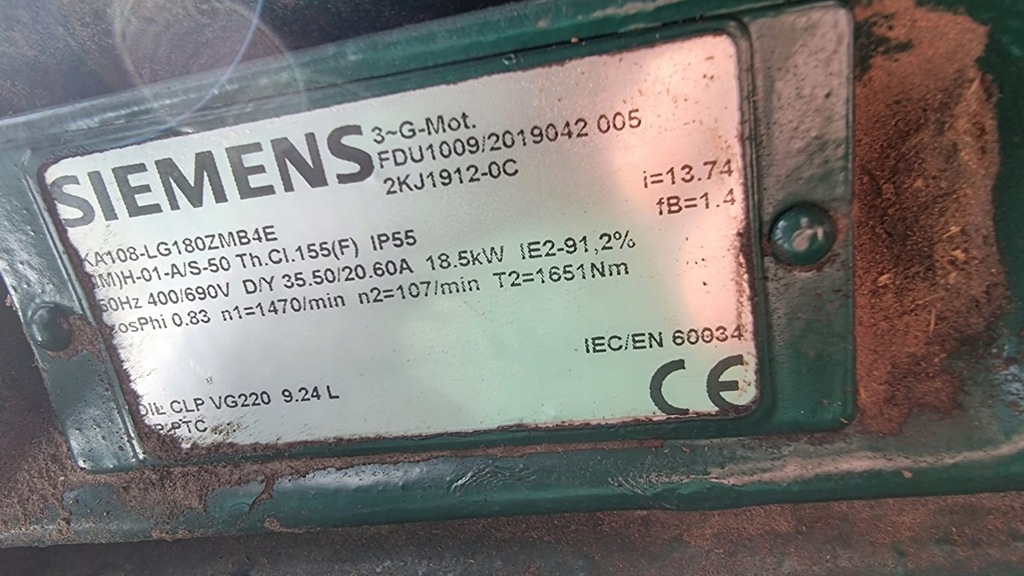 SIEMENS
3~G-Mot.
FDU1009/2019042 005
2KJ1912-0C
i=13.74
fB=1.4
KA108-LG180ZMB4E
(M)H-01-A/S-50 Th.Cl.155(F) IP55
50Hz 400/690V D/Y 35.50/20.60A 18.5kW IE2-91,2%
cosPhi 0.83 n1=1470/min n2=107/min T2=1651Nm
IEC/EN 60034
CE
OIL CLP VG220 9.24 L
PTC